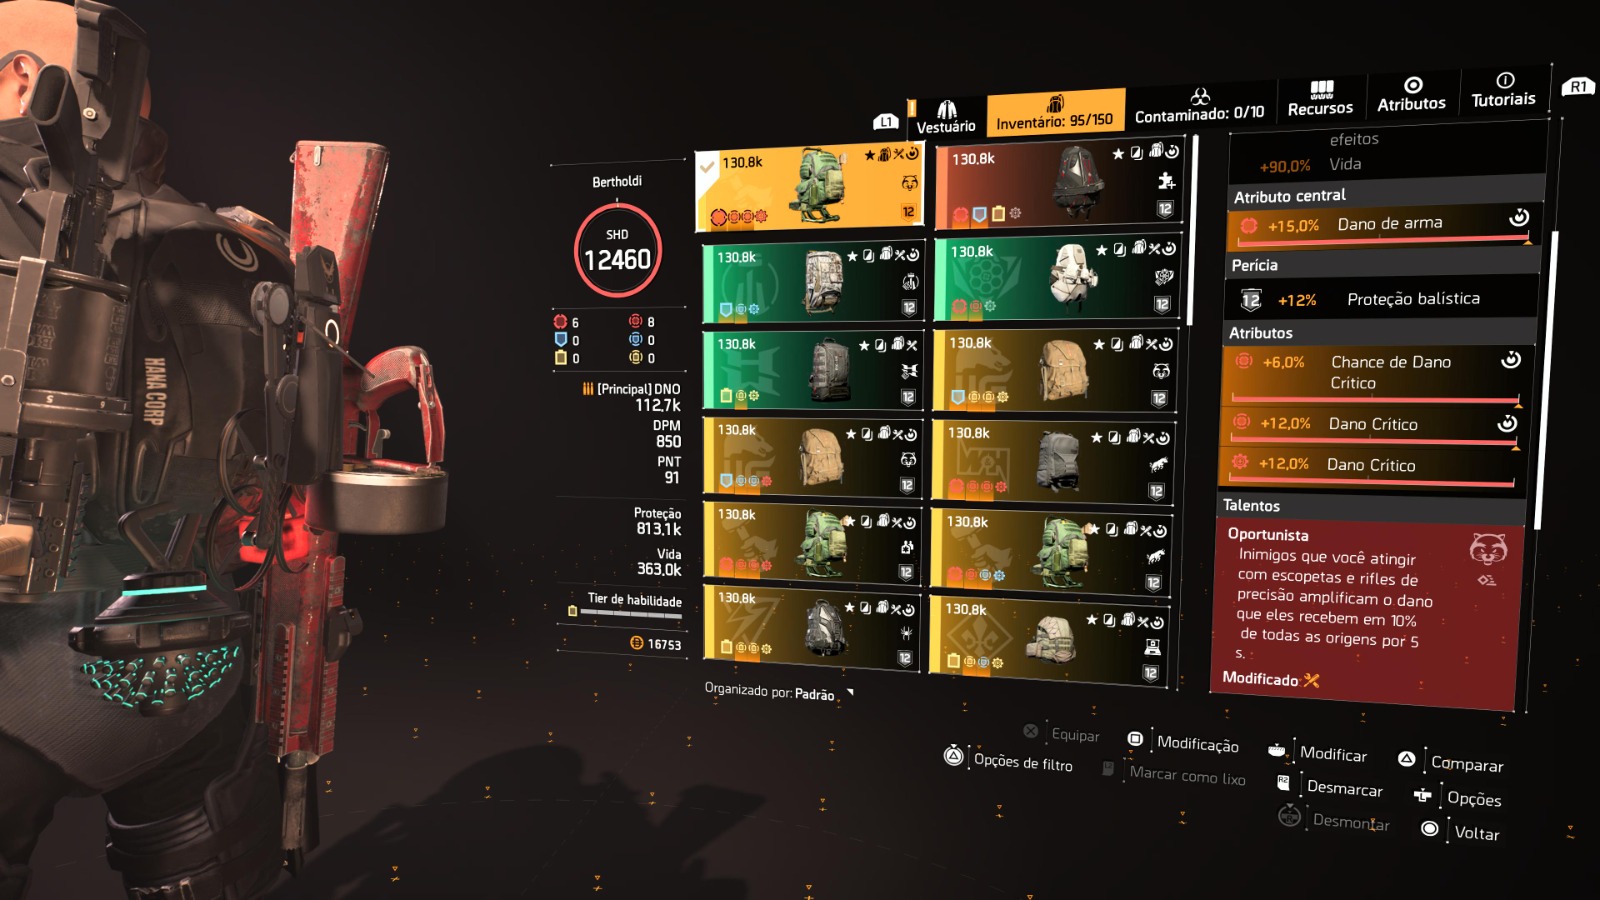 L1
Vestuário
Inventário: 95/150
Contaminado: 0/10
Recursos
Atributos
Tutoriais
R1
Bertholdi
SHD
12460
6
8
0
0
0
0
[Principal] DNO
112,7k
DPM
850
PNT
91
Proteção
813,1k
Vida
363,0k
Tier de habilidade
16753
130,8k
12
130,8k
12
130,8k
12
130,8k
12
130,8k
12
130,8k
12
130,8k
12
130,8k
12
130,8k
12
130,8k
12
130,8k
12
130,8k
12
Organizado por: Padrão
efeitos
+90,0% Vida
Atributo central
+15,0% Dano de arma
Perícia
12 +12% Proteção balística
Atributos
+6,0% Chance de Dano
Crítico
+12,0% Dano Crítico
+12,0% Dano Crítico
Talentos
Oportunista
Inimigos que você atingir
com escopetas e rifles de
precisão amplificam o dano
que eles recebem em 10%
de todas as origens por 5
s.
Modificado:
Equipar
Modificação
Modificar
Comparar
Opções de filtro
Marcar como lixo
R2
Desmarcar
Opções
Desmontar
Voltar
HANA CORP